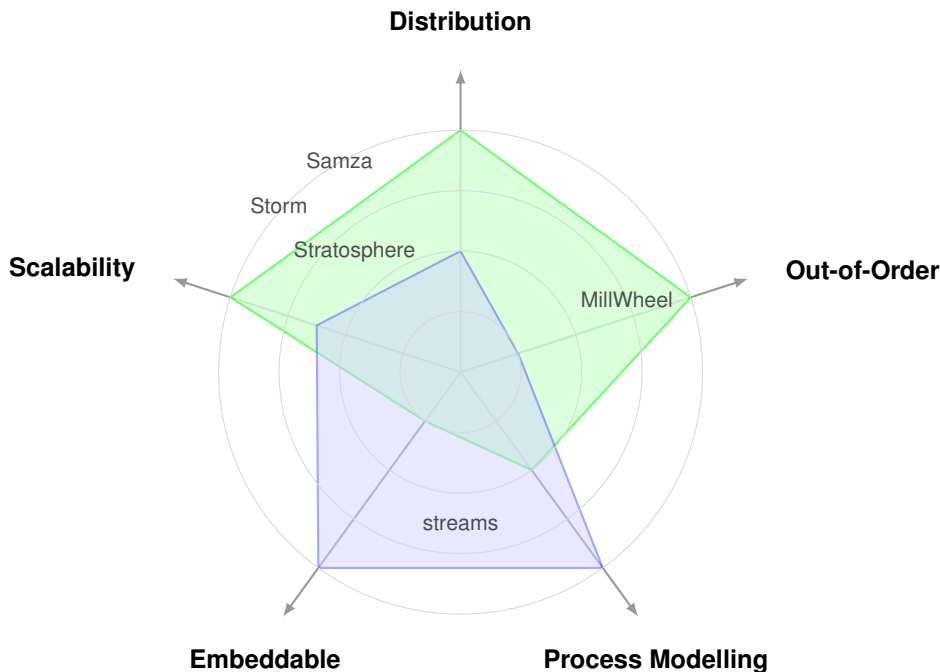 Distribution
Samza
Storm
Stratosphere
Scalability
Out-of-Order
MillWheel
streams
Embeddable
Process Modelling